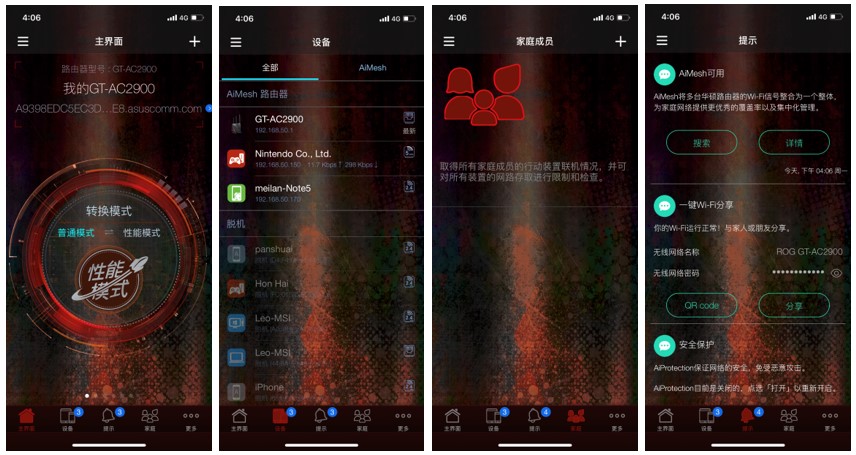 4:06
4G
主界面
路由器型号：GT-AC2900
我的GT-AC2900
A9398EDC5EC3D...E8.asuscomm.com
转换模式
普通模式 ⇌ 性能模式
性能
模式
主界面
设备
3
提示
3
家庭
更多
4:06
4G
设备
全部
AiMesh
AiMesh 路由器
GT-AC2900
192.168.50.1
最新
Nintendo Co., Ltd.
meilan-Note5
脱机
panshuai
Hon Hai
Leo-MSI
Leo-MSI
iPhone
主界面
设备
3
提示
3
家庭
更多
4:06
4G
家庭成员
取得所有家庭成员的行动装置联机情况。并可
对所有装置的网路存取进行限制和检查。
主界面
设备
3
提示
4
家庭
更多
4:06
4G
提示
AiMesh可用
AiMesh将多台华硕路由器的Wi-Fi信号整合为一个整体，
为家庭网络提供更优秀的覆盖率以及集中化管理。
搜索
详情
今天, 下午 04:06 周一
一键Wi-Fi分享
你的Wi-Fi运行正常！与家人或朋友分享。
无线网络名称
ROG GT-AC2900
无线网络密码
••••••••••••
QR code
分享
安全保护
AiProtection保证网络的安全，免受恶意攻击。
AiProtection目前是关闭的，点选「打开」以重新开启。
主界面
设备
3
提示
4
家庭
更多